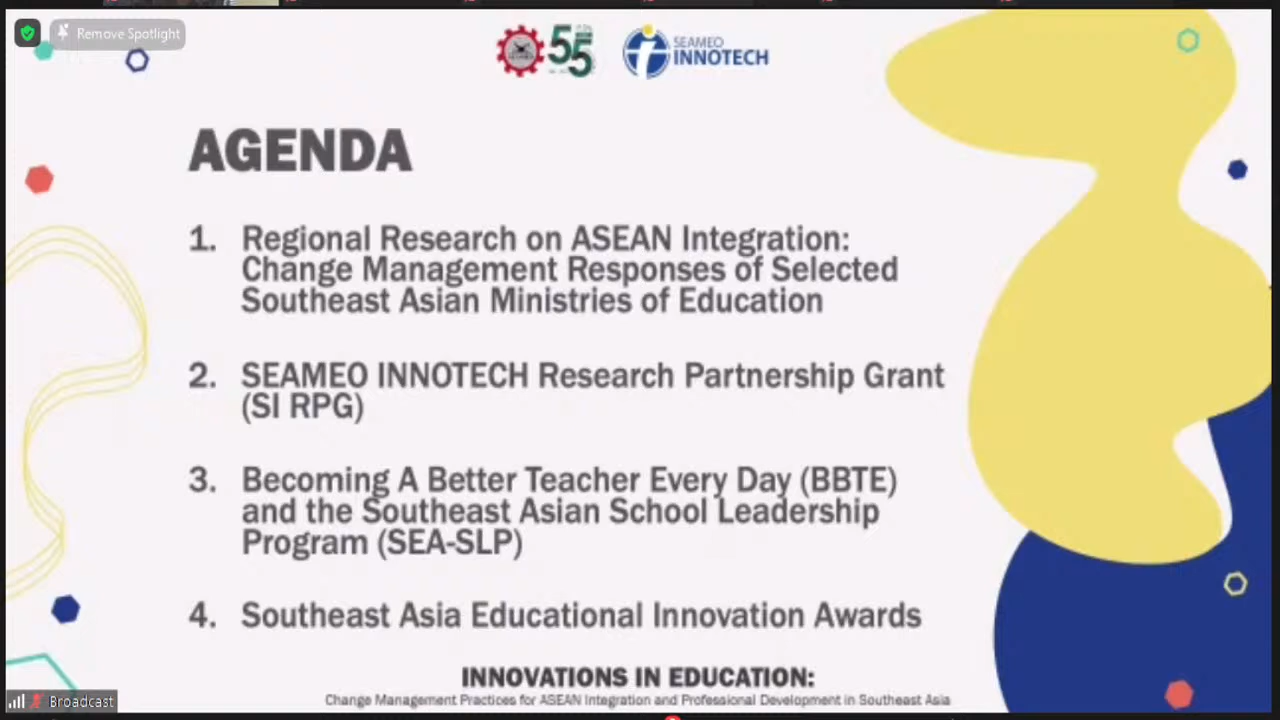 Remove Spotlight
55
SEAMEO
INNOTECH
AGENDA
1. Regional Research on ASEAN Integration:
Change Management Responses of Selected
Southeast Asian Ministries of Education
2. SEAMEO INNOTECH Research Partnership Grant
(SI RPG)
3. Becoming A Better Teacher Every Day (BBTE)
and the Southeast Asian School Leadership
Program (SEA-SLP)
4. Southeast Asia Educational Innovation Awards
INNOVATIONS IN EDUCATION:
Change Management Practices for ASEAN Integration and Professional Development in Southeast Asia
Broadcast